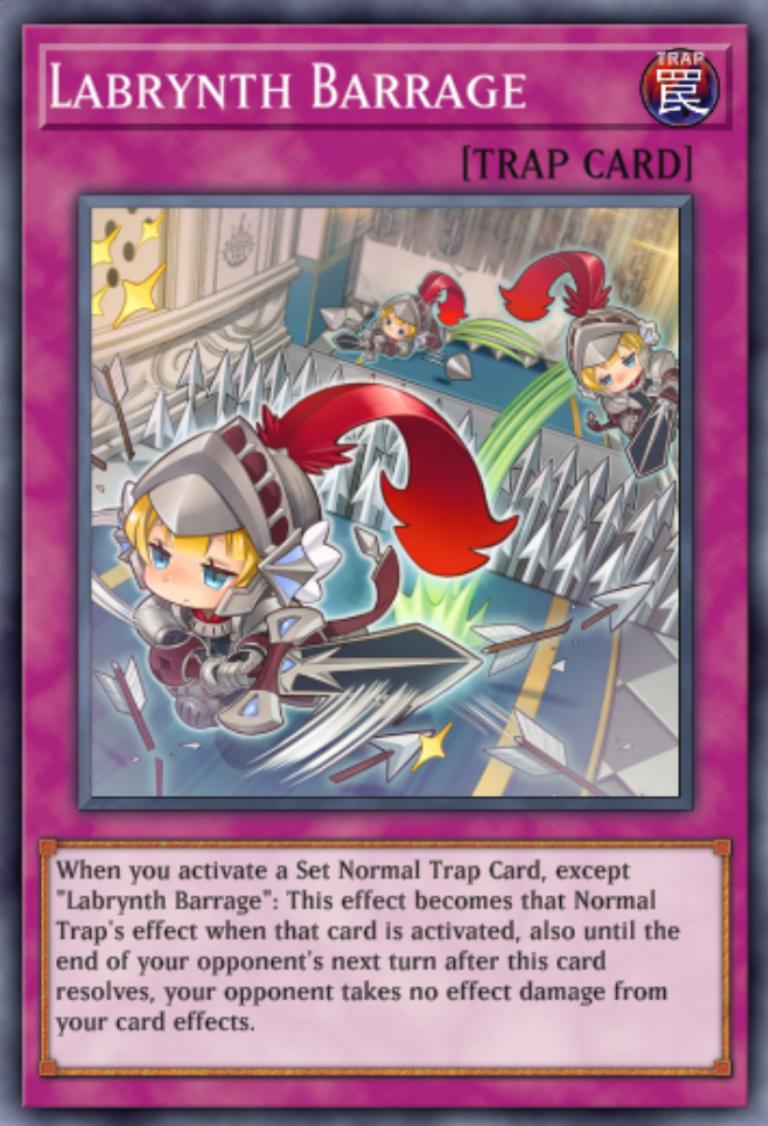 LABRYNTH BARRAGE
TRAP
罠
[TRAP CARD]
When you activate a Set Normal Trap Card, except
"Labrynth Barrage": This effect becomes that Normal
Trap's effect when that card is activated, also until the
end of your opponent's next turn after this card
resolves, your opponent takes no effect damage from
your card effects.